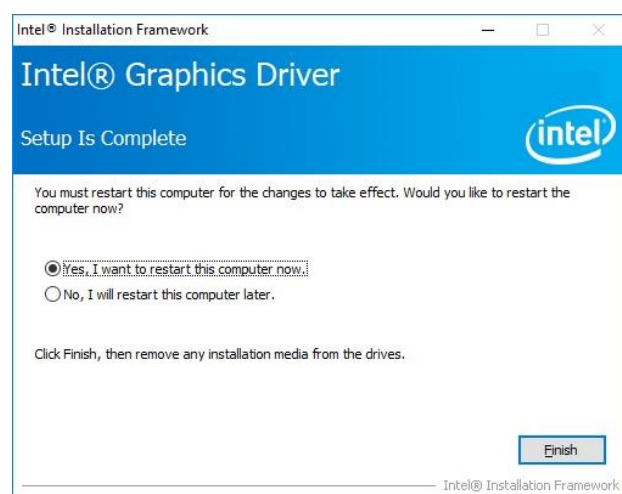 Intel® Installation Framework
Intel® Graphics Driver
Setup Is Complete
intel
You must restart this computer for the changes to take effect. Would you like to restart the
computer now?
Yes, I want to restart this computer now.
No, I will restart this computer later.
Click Finish, then remove any installation media from the drives.
Finish
Intel® Installation Framework